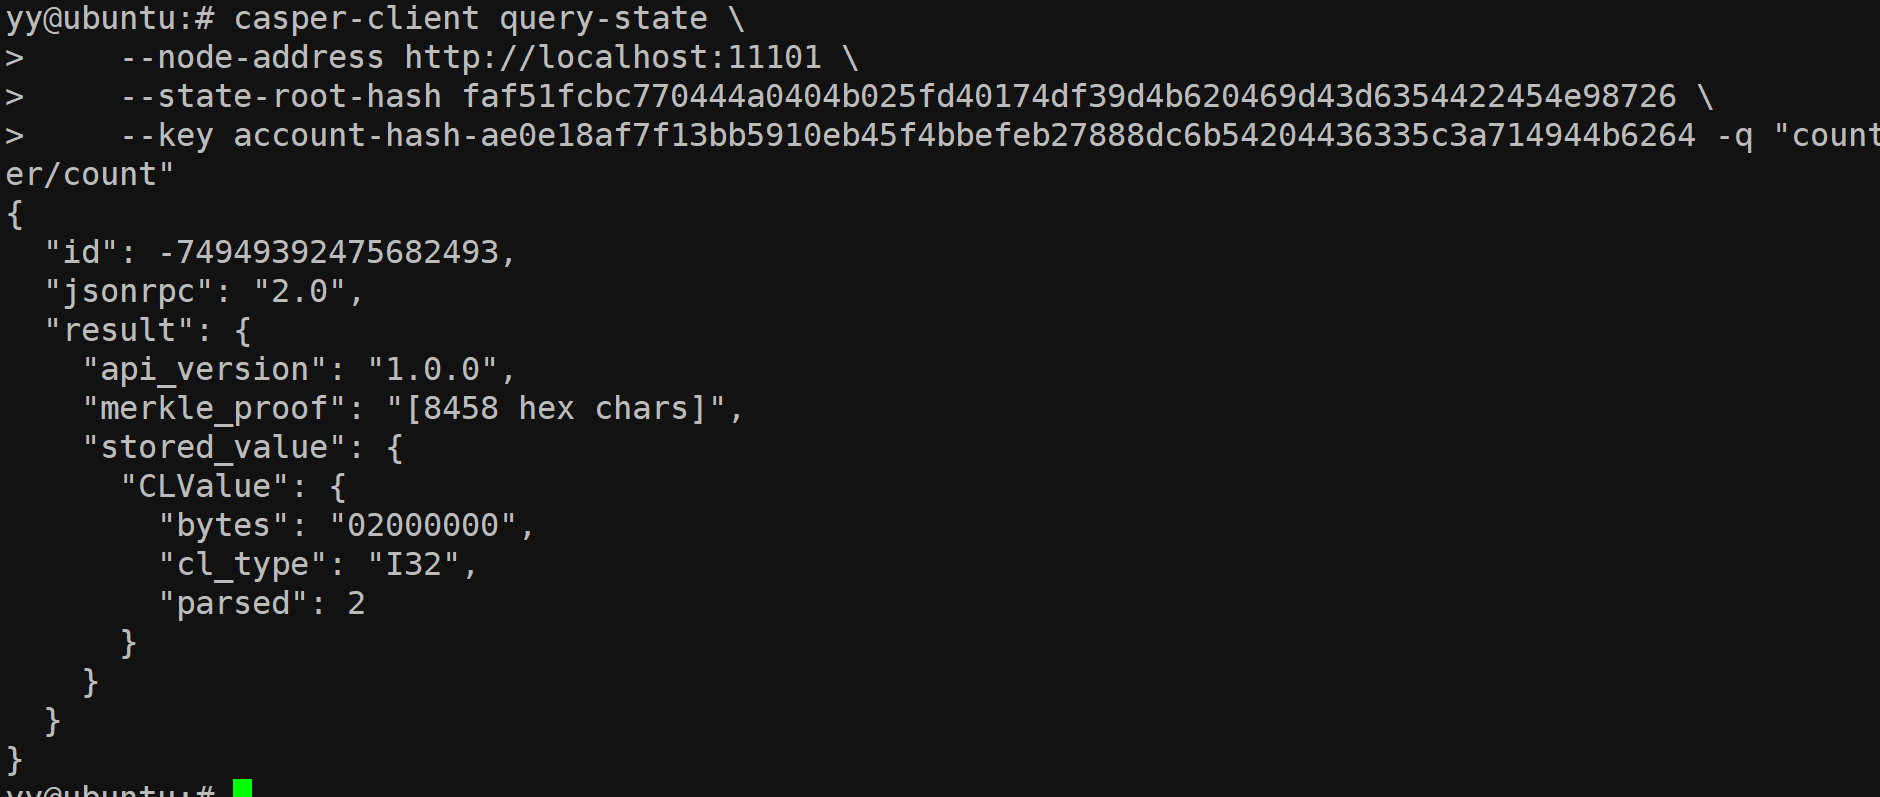 yy@ubuntu:# casper-client query-state \
>     --node-address http://localhost:11101 \
>     --state-root-hash faf51fcbc770444a0404b025fd40174df39d4b620469d43d6354422454e98726 \
>     --key account-hash-ae0e18af7f13bb5910eb45f4bbefeb27888dc6b54204436335c3a714944b6264 -q "count
er/count"
{
  "id": -74949392475682493,
  "jsonrpc": "2.0",
  "result": {
    "api_version": "1.0.0",
    "merkle_proof": "[8458 hex chars]",
    "stored_value": {
      "CLValue": {
        "bytes": "02000000",
        "cl_type": "I32",
        "parsed": 2
      }
    }
  }
}
yy@ubuntu:#